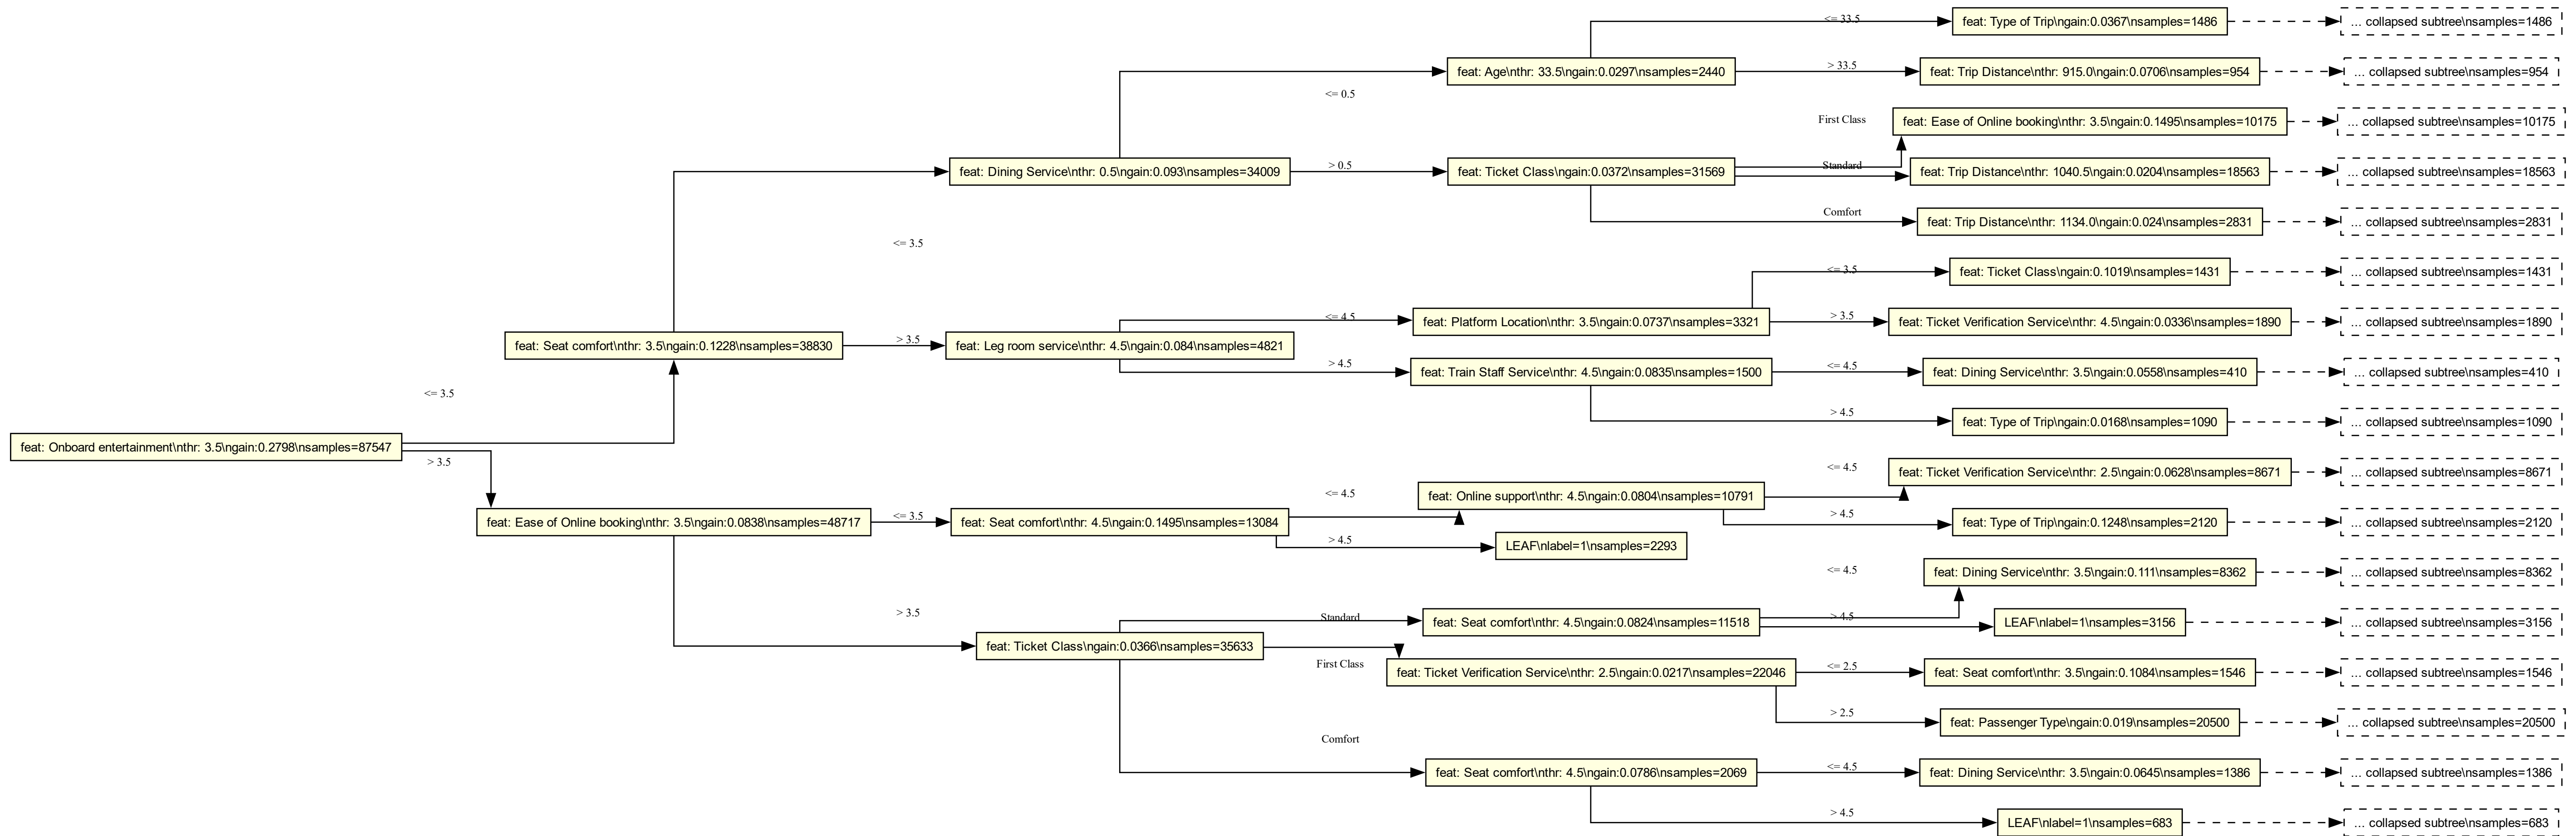 <= 33.5
feat: Type of Trip\ngain:0.0367\nsamples=1486
... collapsed subtree\nsamples=1486
feat: Age\nthr: 33.5\ngain:0.0297\nsamples=2440
> 33.5
feat: Trip Distance\nthr: 915.0\ngain:0.0706\nsamples=954
... collapsed subtree\nsamples=954
<= 0.5
First Class
feat: Ease of Online booking\nthr: 3.5\ngain:0.1495\nsamples=10175
... collapsed subtree\nsamples=10175
feat: Dining Service\nthr: 0.5\ngain:0.093\nsamples=34009
> 0.5
feat: Ticket Class\ngain:0.0372\nsamples=31569
Standard
feat: Trip Distance\nthr: 1040.5\ngain:0.0204\nsamples=18563
... collapsed subtree\nsamples=18563
Comfort
feat: Trip Distance\nthr: 1134.0\ngain:0.024\nsamples=2831
... collapsed subtree\nsamples=2831
<= 3.5
<= 3.5
feat: Ticket Class\ngain:0.1019\nsamples=1431
... collapsed subtree\nsamples=1431
<= 4.5
feat: Platform Location\nthr: 3.5\ngain:0.0737\nsamples=3321
> 3.5
feat: Ticket Verification Service\nthr: 4.5\ngain:0.0336\nsamples=1890
... collapsed subtree\nsamples=1890
feat: Seat comfort\nthr: 3.5\ngain:0.1228\nsamples=38830
> 3.5
feat: Leg room service\nthr: 4.5\ngain:0.084\nsamples=4821
> 4.5
feat: Train Staff Service\nthr: 4.5\ngain:0.0835\nsamples=1500
<= 4.5
feat: Dining Service\nthr: 3.5\ngain:0.0558\nsamples=410
... collapsed subtree\nsamples=410
<= 3.5
> 4.5
feat: Type of Trip\ngain:0.0168\nsamples=1090
... collapsed subtree\nsamples=1090
feat: Onboard entertainment\nthr: 3.5\ngain:0.2798\nsamples=87547
> 3.5
<= 4.5
feat: Ticket Verification Service\nthr: 2.5\ngain:0.0628\nsamples=8671
... collapsed subtree\nsamples=8671
<= 4.5
feat: Online support\nthr: 4.5\ngain:0.0804\nsamples=10791
feat: Ease of Online booking\nthr: 3.5\ngain:0.0838\nsamples=48717
<= 3.5
feat: Seat comfort\nthr: 4.5\ngain:0.1495\nsamples=13084
> 4.5
feat: Type of Trip\ngain:0.1248\nsamples=2120
... collapsed subtree\nsamples=2120
> 4.5
LEAF\nlabel=1\nsamples=2293
<= 4.5
feat: Dining Service\nthr: 3.5\ngain:0.111\nsamples=8362
... collapsed subtree\nsamples=8362
> 3.5
Standard
feat: Seat comfort\nthr: 4.5\ngain:0.0824\nsamples=11518
> 4.5
LEAF\nlabel=1\nsamples=3156
... collapsed subtree\nsamples=3156
feat: Ticket Class\ngain:0.0366\nsamples=35633
First Class
feat: Ticket Verification Service\nthr: 2.5\ngain:0.0217\nsamples=22046
<= 2.5
feat: Seat comfort\nthr: 3.5\ngain:0.1084\nsamples=1546
... collapsed subtree\nsamples=1546
> 2.5
feat: Passenger Type\ngain:0.019\nsamples=20500
... collapsed subtree\nsamples=20500
Comfort
feat: Seat comfort\nthr: 4.5\ngain:0.0786\nsamples=2069
<= 4.5
feat: Dining Service\nthr: 3.5\ngain:0.0645\nsamples=1386
... collapsed subtree\nsamples=1386
> 4.5
LEAF\nlabel=1\nsamples=683
... collapsed subtree\nsamples=683